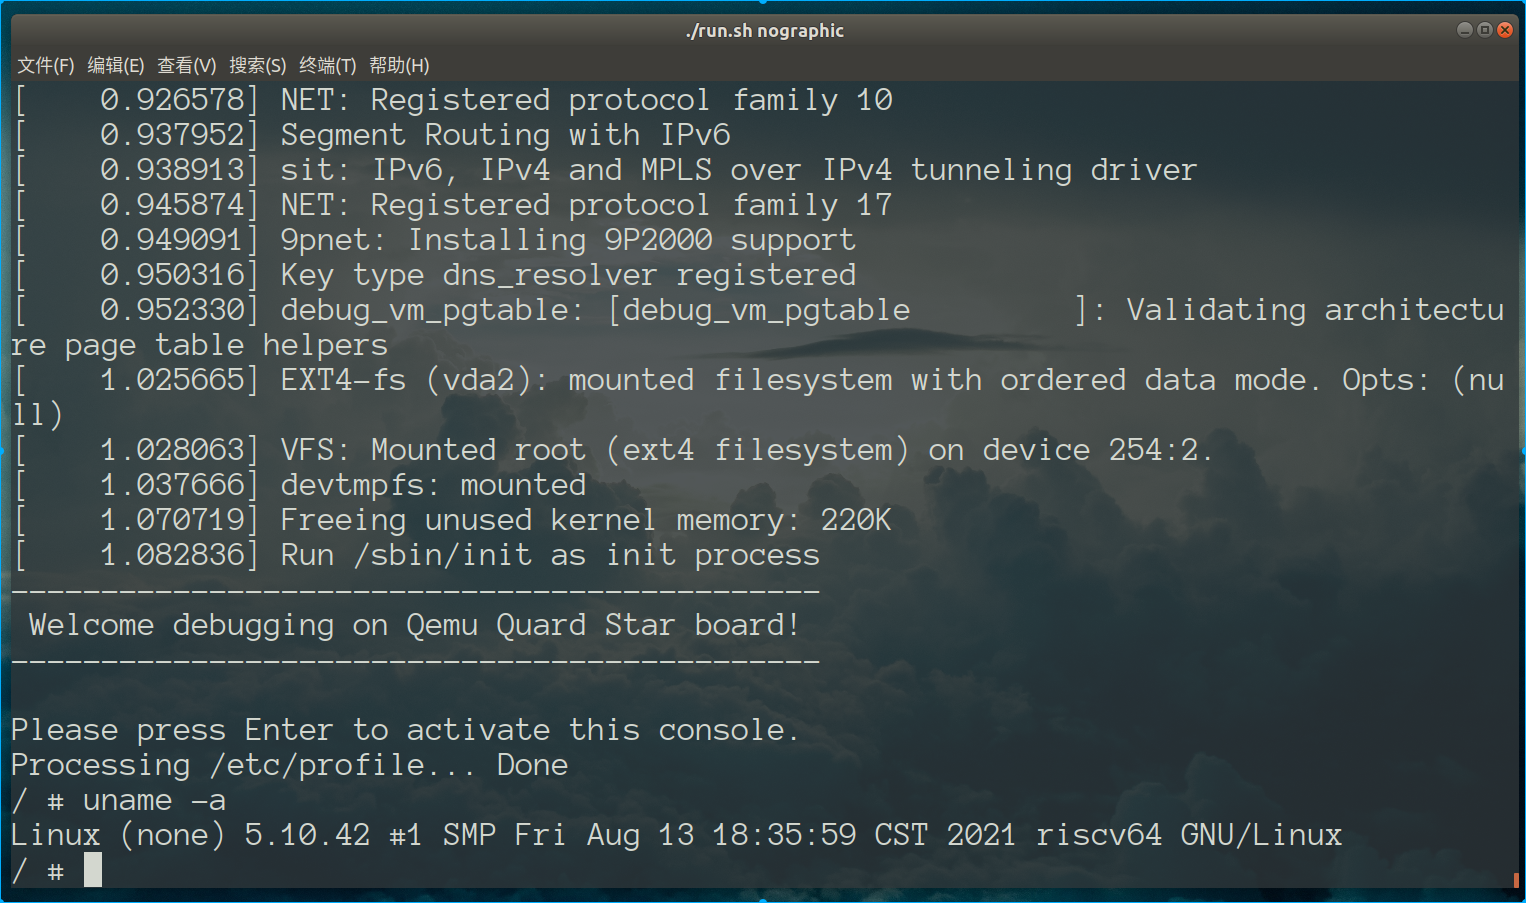 ./run.sh nographic
文件(F) 编辑(E) 查看(V) 搜索(S) 终端(T) 帮助(H)
[    0.926578] NET: Registered protocol family 10
[    0.937952] Segment Routing with IPv6
[    0.938913] sit: IPv6, IPv4 and MPLS over IPv4 tunneling driver
[    0.945874] NET: Registered protocol family 17
[    0.949091] 9pnet: Installing 9P2000 support
[    0.950316] Key type dns_resolver registered
[    0.952330] debug_vm_pgtable: [debug_vm_pgtable         ]: Validating architectu
re page table helpers
[    1.025665] EXT4-fs (vda2): mounted filesystem with ordered data mode. Opts: (nu
ll)
[    1.028063] VFS: Mounted root (ext4 filesystem) on device 254:2.
[    1.037666] devtmpfs: mounted
[    1.070719] Freeing unused kernel memory: 220K
[    1.082836] Run /sbin/init as init process
---------------------------------------------
 Welcome debugging on Qemu Quard Star board!
---------------------------------------------
Please press Enter to activate this console.
Processing /etc/profile... Done
/ # uname -a
Linux (none) 5.10.42 #1 SMP Fri Aug 13 18:35:59 CST 2021 riscv64 GNU/Linux
/ #